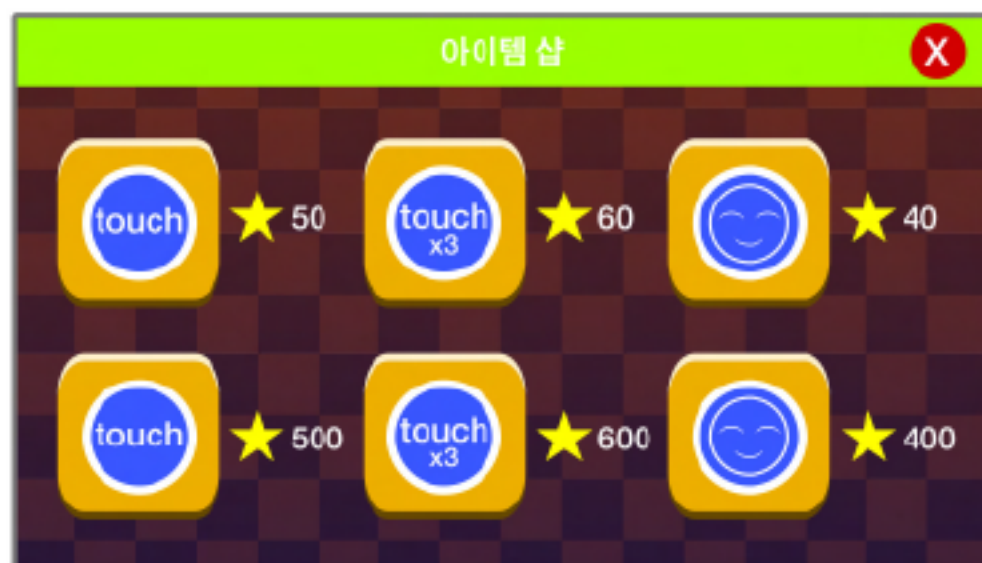 아이템 샵 X
touch 50 touch 60 40
x3
touch 500 touch 600 400
x3